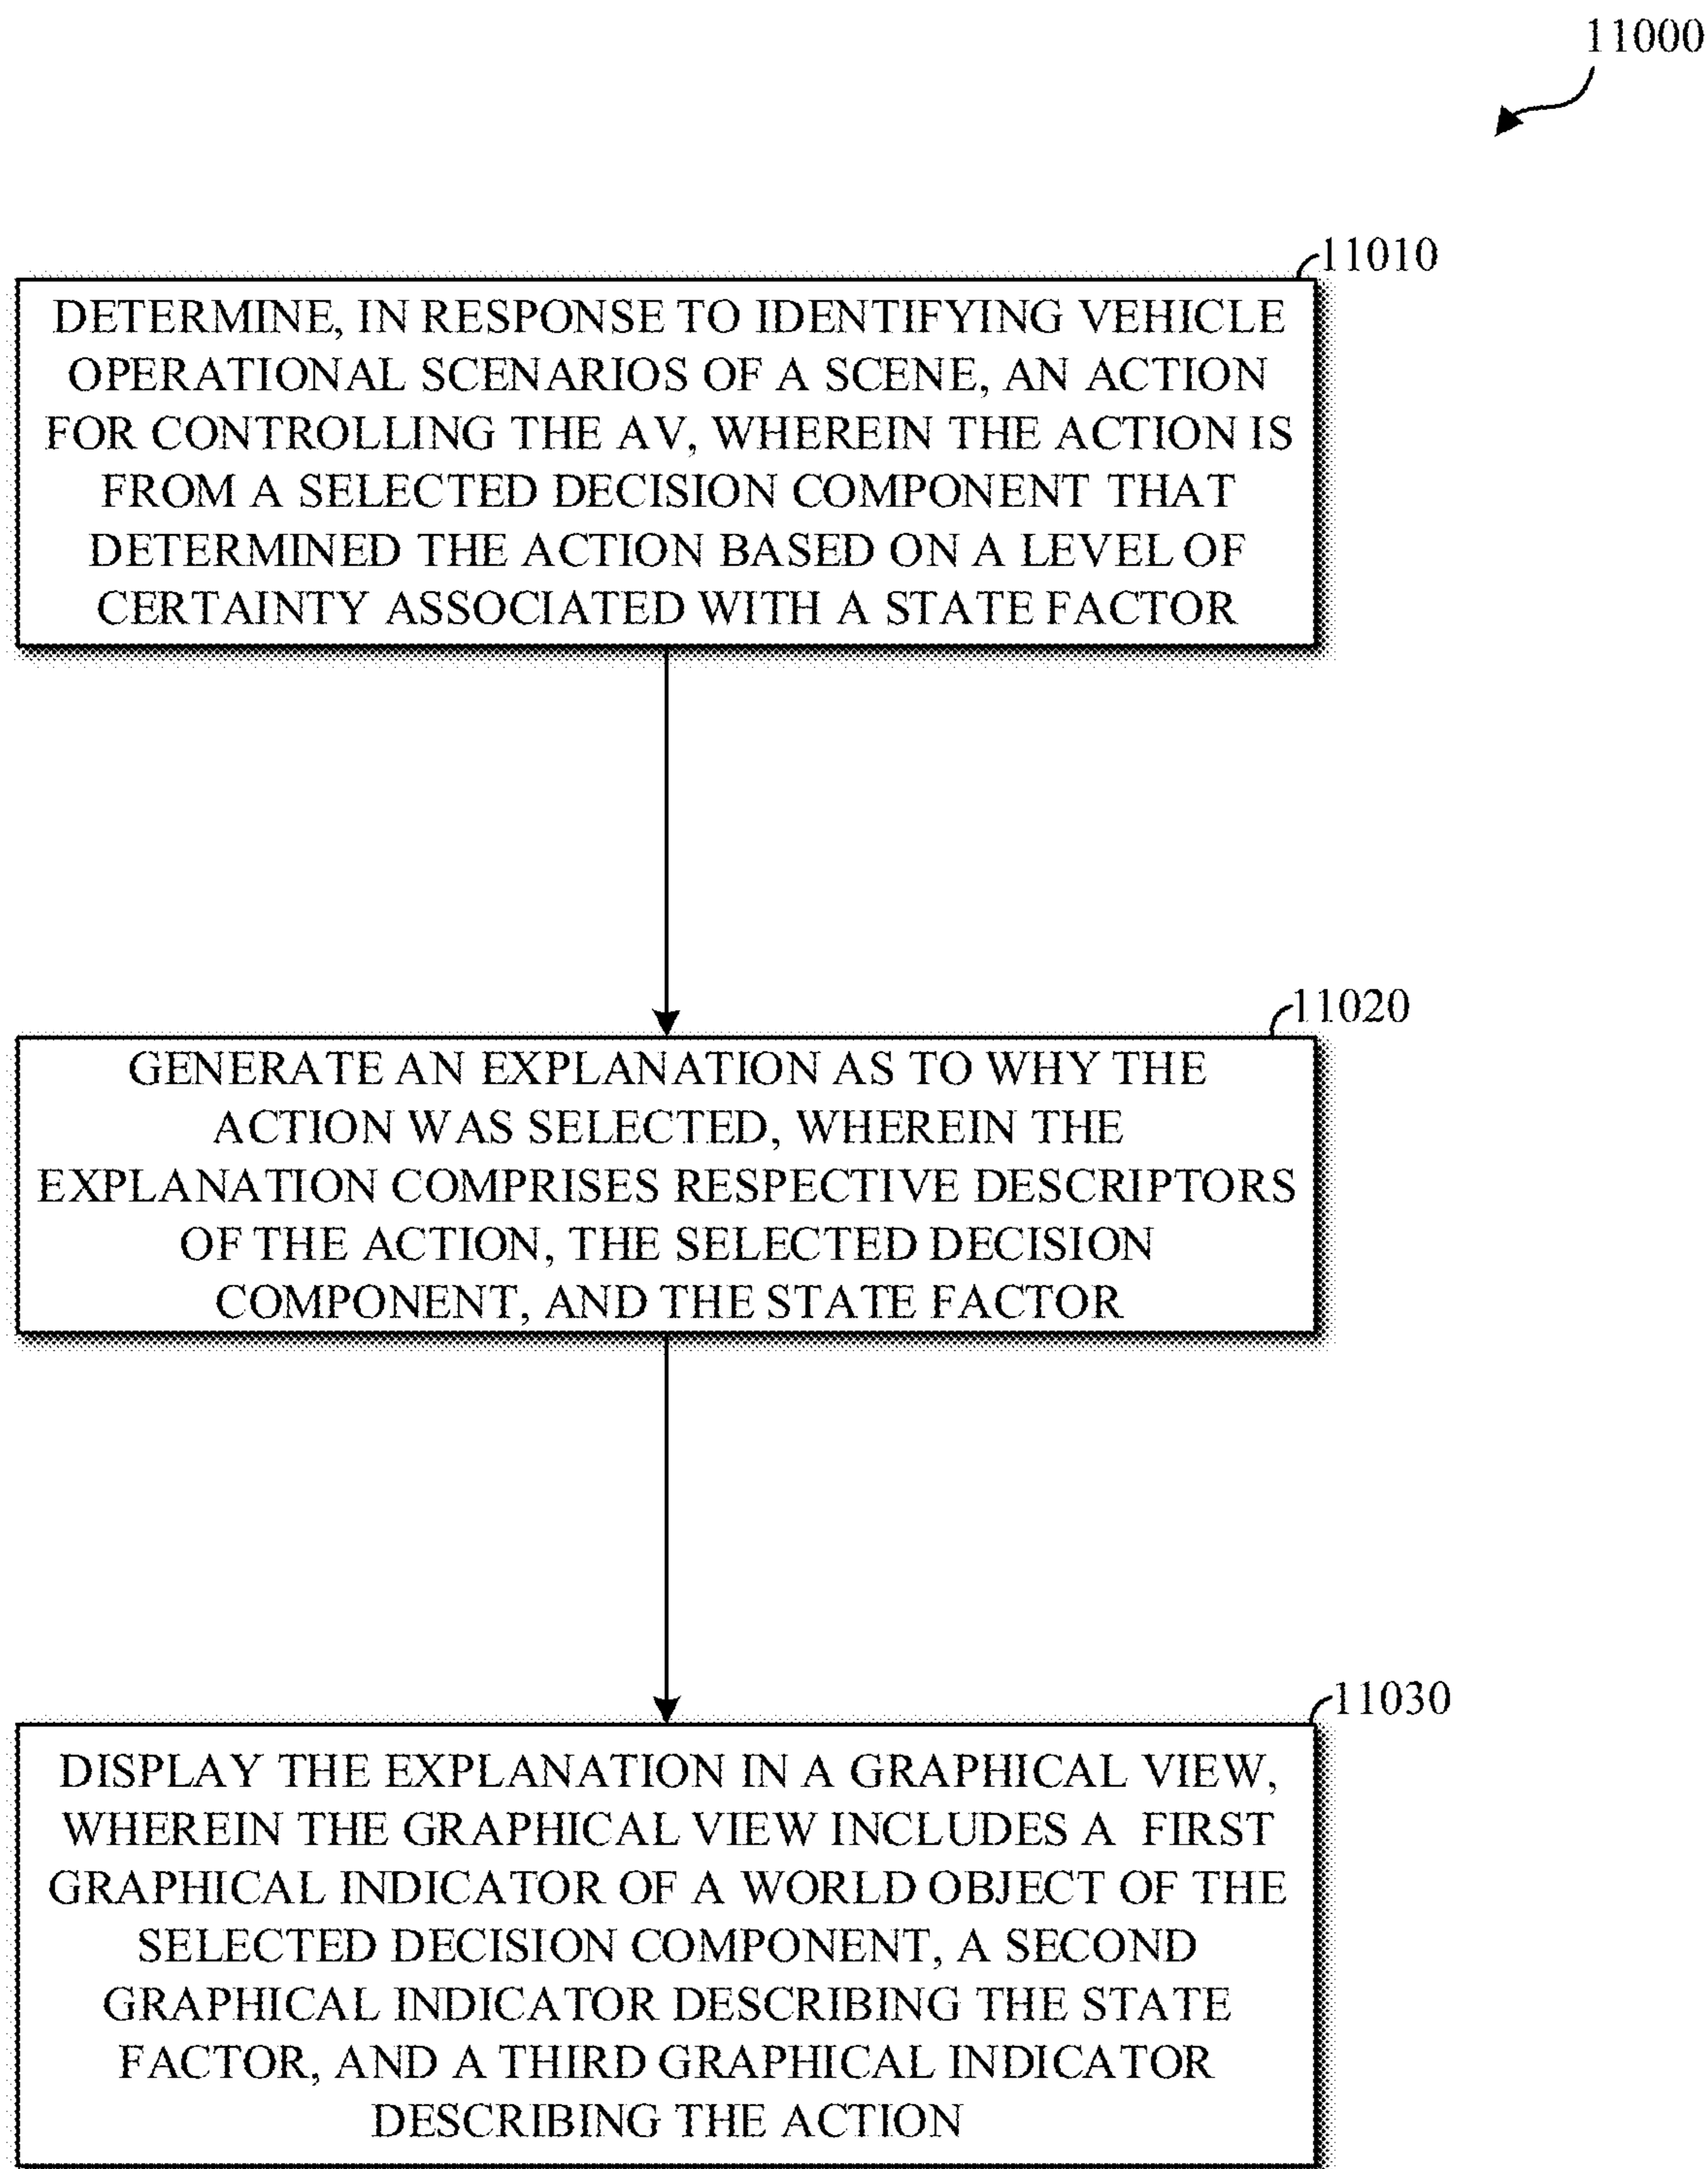 11000
11010
DETERMINE, IN RESPONSE TO IDENTIFYING VEHICLE
OPERATIONAL SCENARIOS OF A SCENE, AN ACTION
FOR CONTROLLING THE AV, WHEREIN THE ACTION IS
FROM A SELECTED DECISION COMPONENT THAT
DETERMINED THE ACTION BASED ON A LEVEL OF
CERTAINTY ASSOCIATED WITH A STATE FACTOR
11020
GENERATE AN EXPLANATION AS TO WHY THE
ACTION WAS SELECTED, WHEREIN THE
EXPLANATION COMPRISES RESPECTIVE DESCRIPTORS
OF THE ACTION, THE SELECTED DECISION
COMPONENT, AND THE STATE FACTOR
11030
DISPLAY THE EXPLANATION IN A GRAPHICAL VIEW,
WHEREIN THE GRAPHICAL VIEW INCLUDES A FIRST
GRAPHICAL INDICATOR OF A WORLD OBJECT OF THE
SELECTED DECISION COMPONENT, A SECOND
GRAPHICAL INDICATOR DESCRIBING THE STATE
FACTOR, AND A THIRD GRAPHICAL INDICATOR
DESCRIBING THE ACTION